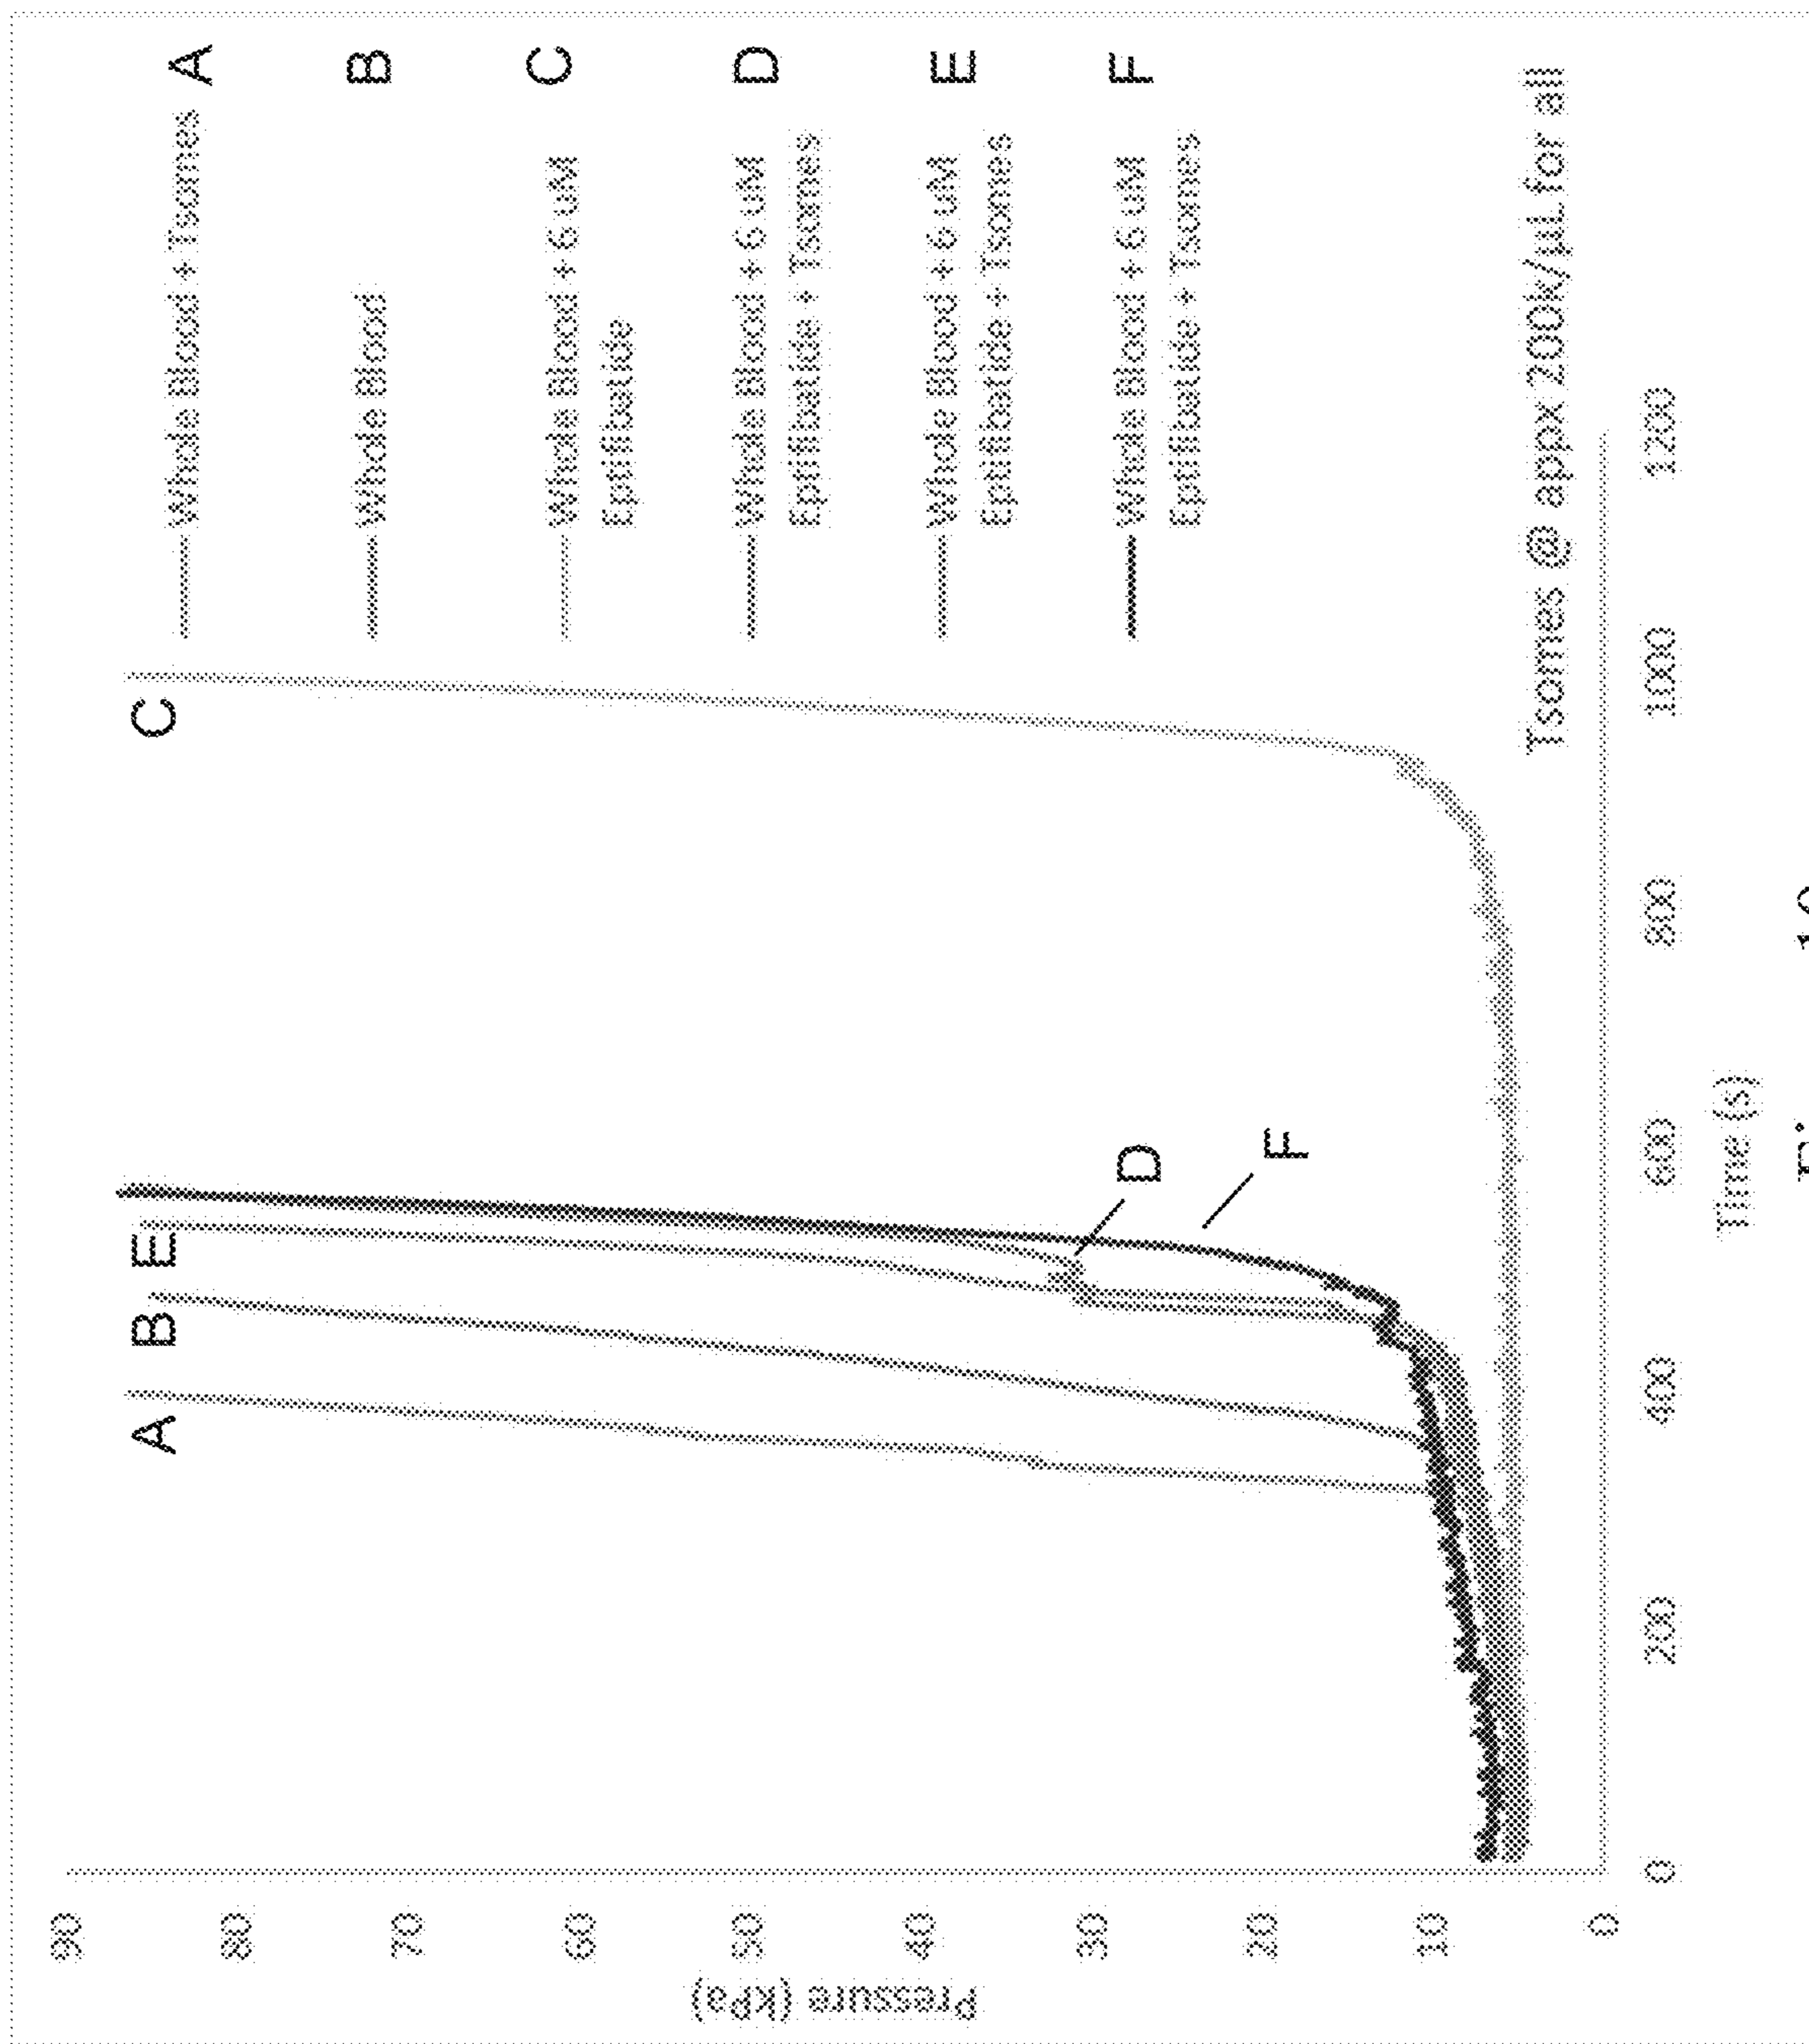 Pressure (kPa)
90
80
70
60
50
40
30
20
10
0
0
200
400
600
800
1000
1200
Time (s)
A
B
E
C
D
F
Whole Blood + Tsomes A
Whole Blood B
Whole Blood + 6 uM C
Eptifibatide
Whole Blood + 6 uM D
Eptifibatide + Tsomes
Whole Blood + 6 uM E
Eptifibatide + Tsomes
Whole Blood + 6 uM F
Eptifibatide + Tsomes
Tsomes @ appx 200k/µL for all